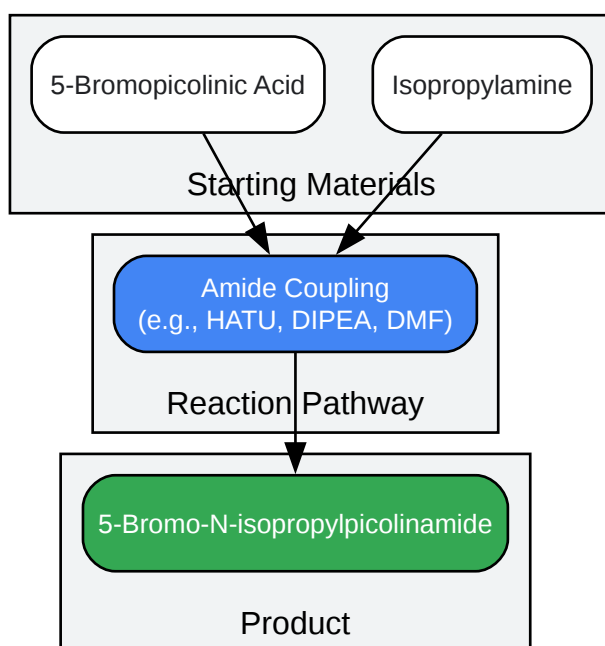 5-Bromopicolinic Acid
Isopropylamine
Starting Materials
Amide Coupling
(e.g., HATU, DIPEA, DMF)
Reaction Pathway
5-Bromo-N-isopropylpicolinamide
Product